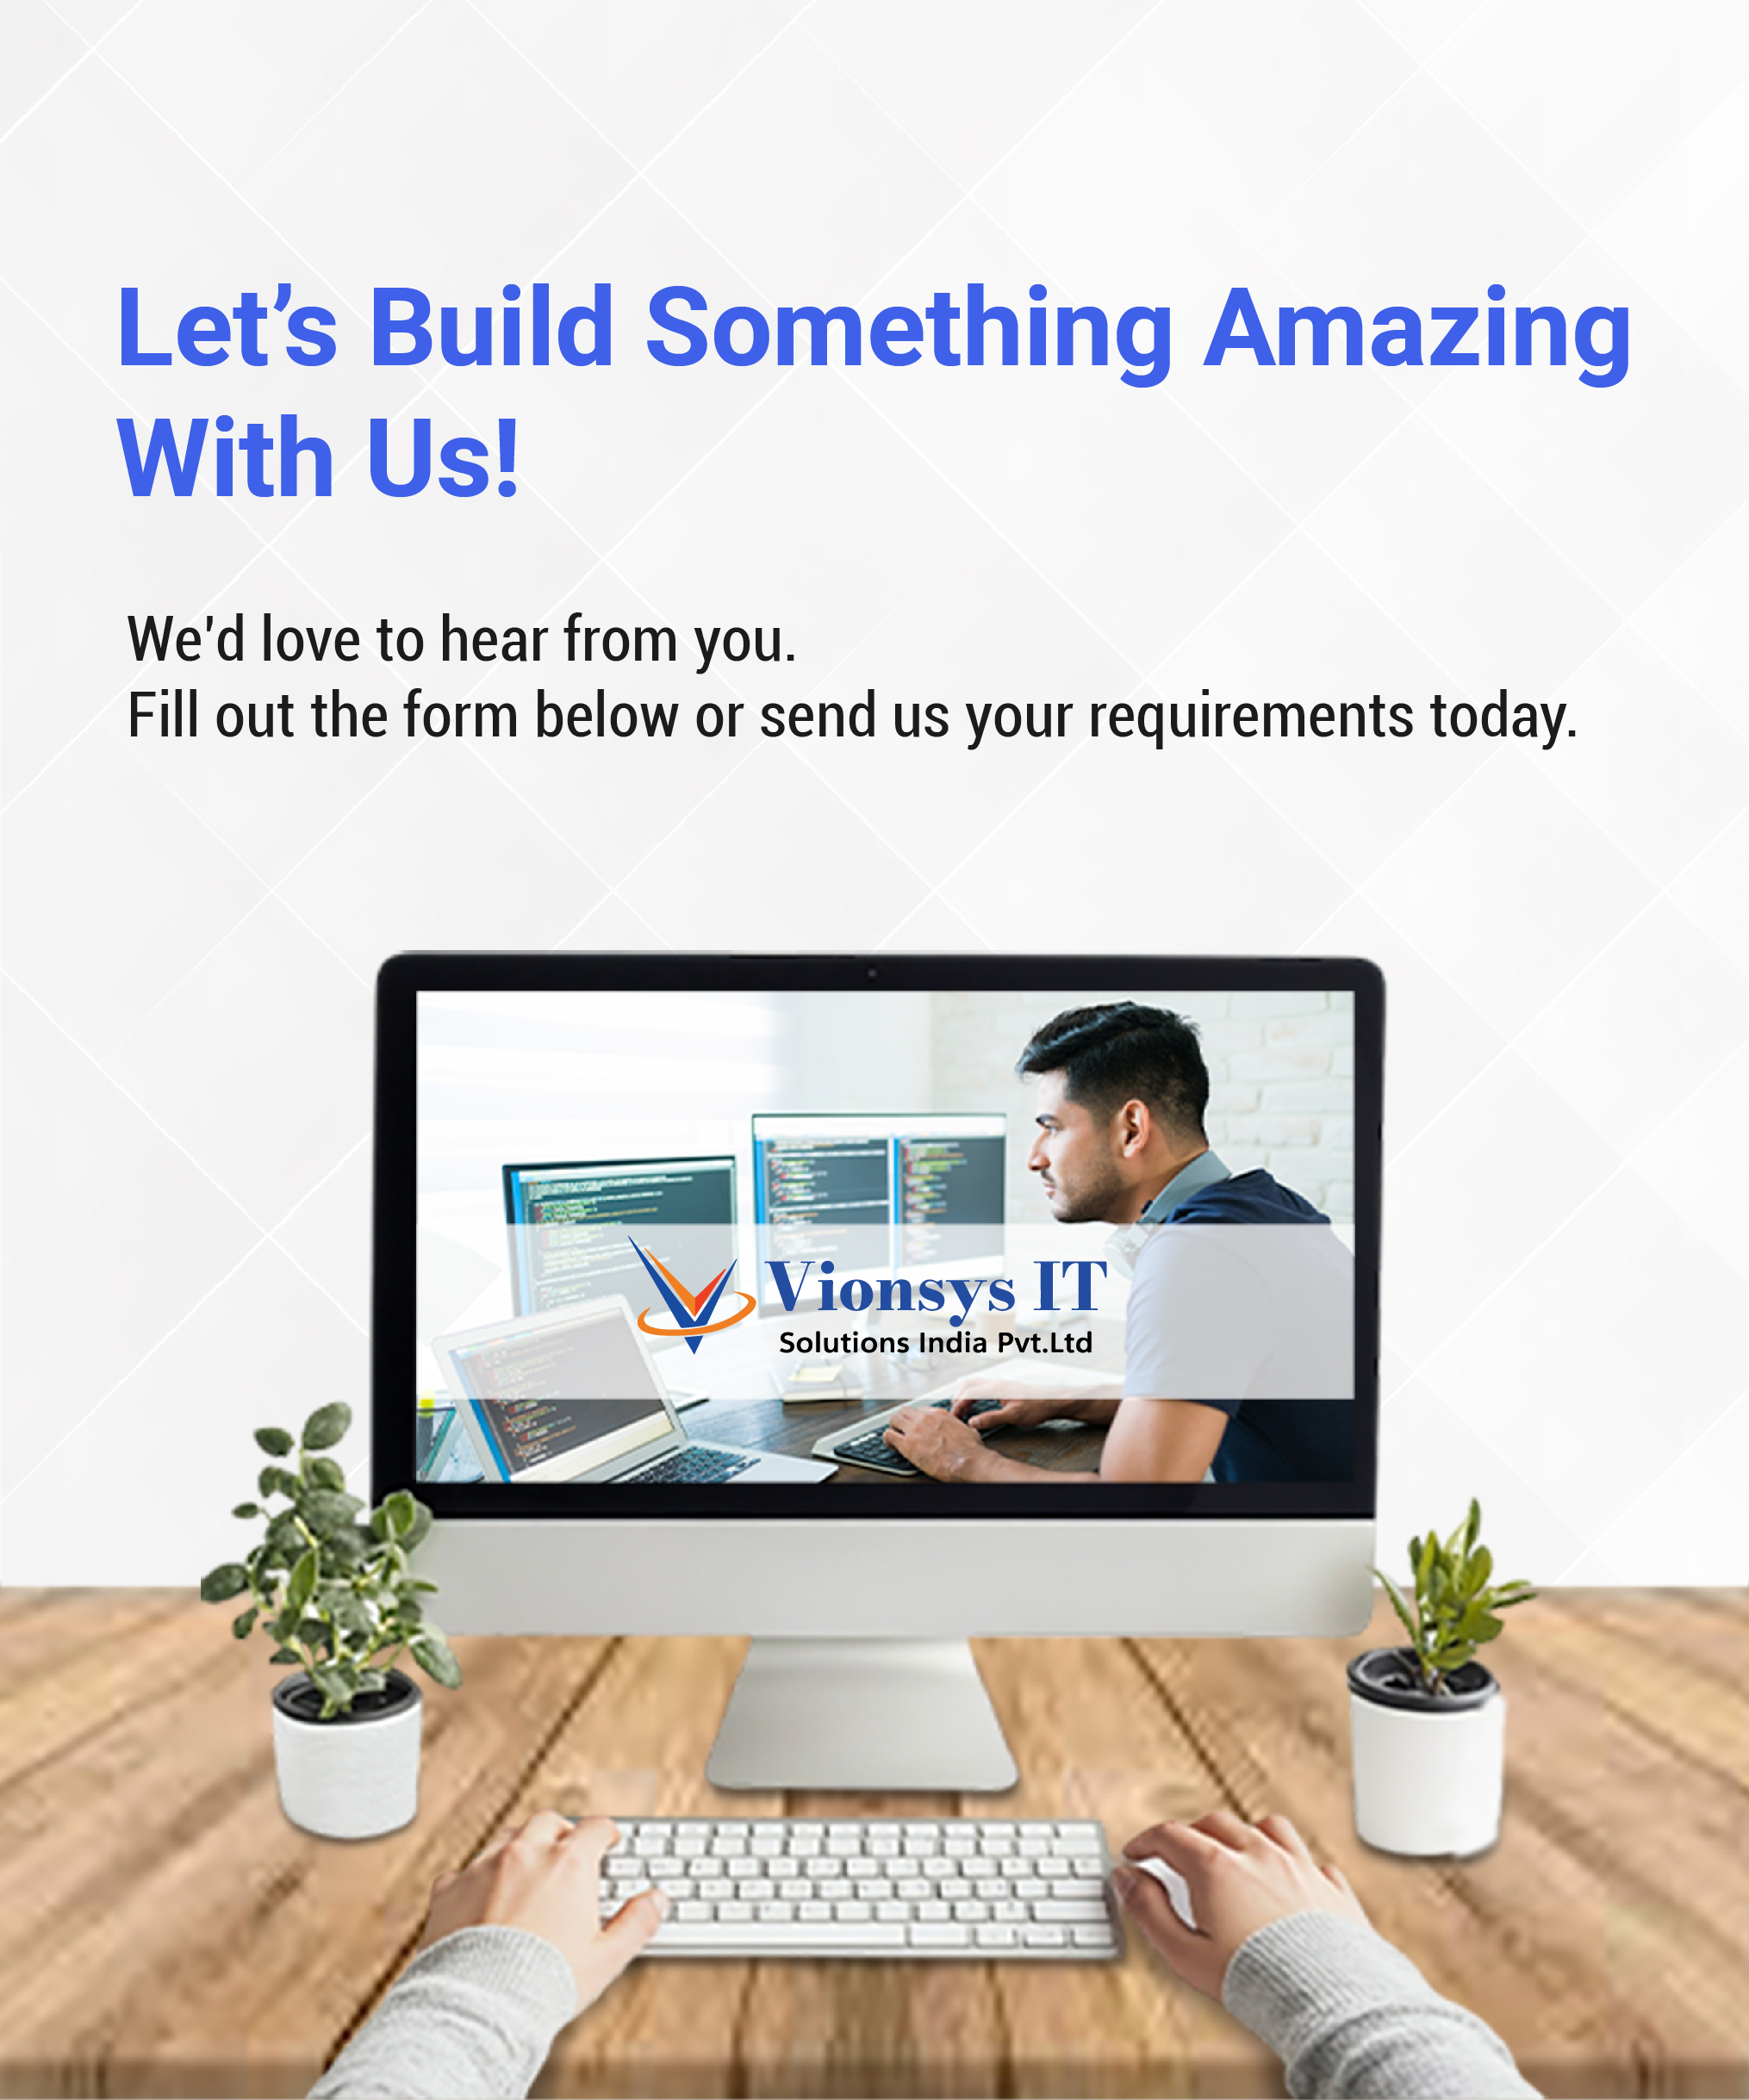 Let’s Build Something Amazing
With Us!
We'd love to hear from you.
Fill out the form below or send us your requirements today.
Vionsys IT
Solutions India Pvt.Ltd